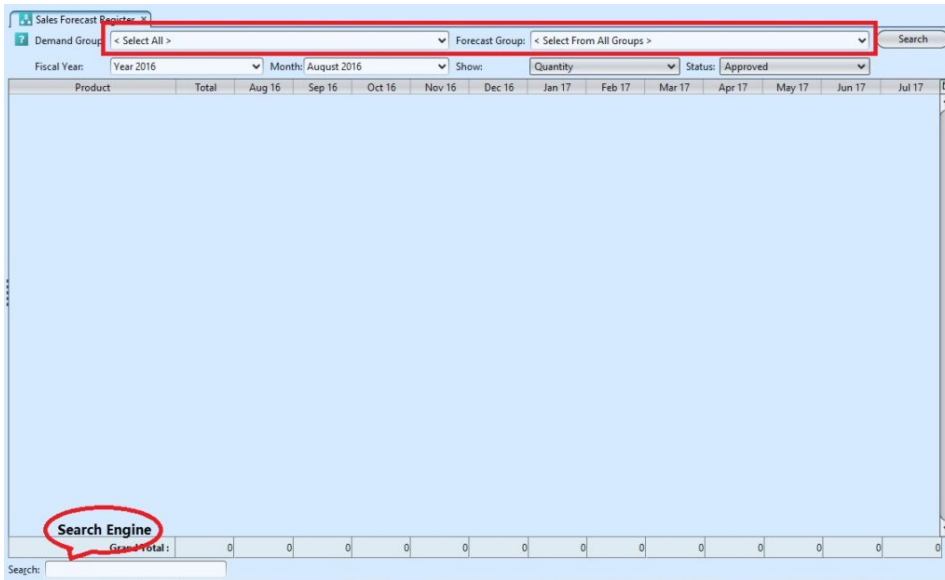 Sales Forecast Register ×
? Demand Group < Select All > Forecast Group: < Select From All Groups > Search
Fiscal Year: Year 2016 Month: August 2016 Show: Quantity Status: Approved
Product Total Aug 16 Sep 16 Oct 16 Nov 16 Dec 16 Jan 17 Feb 17 Mar 17 Apr 17 May 17 Jun 17 Jul 17
Search Engine
Grand Total : 0 0 0 0 0 0 0 0 0 0 0 0 0
Search: